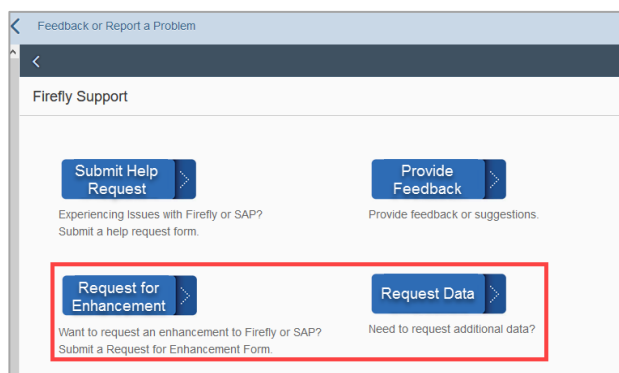 Feedback or Report a Problem
Firefly Support
Submit Help
Request
Experiencing Issues with Firefly or SAP?
Submit a help request form.
Provide
Feedback
Provide feedback or suggestions.
Request for
Enhancement
Want to request an enhancement to Firefly or SAP?
Submit a Request for Enhancement Form.
Request Data
Need to request additional data?